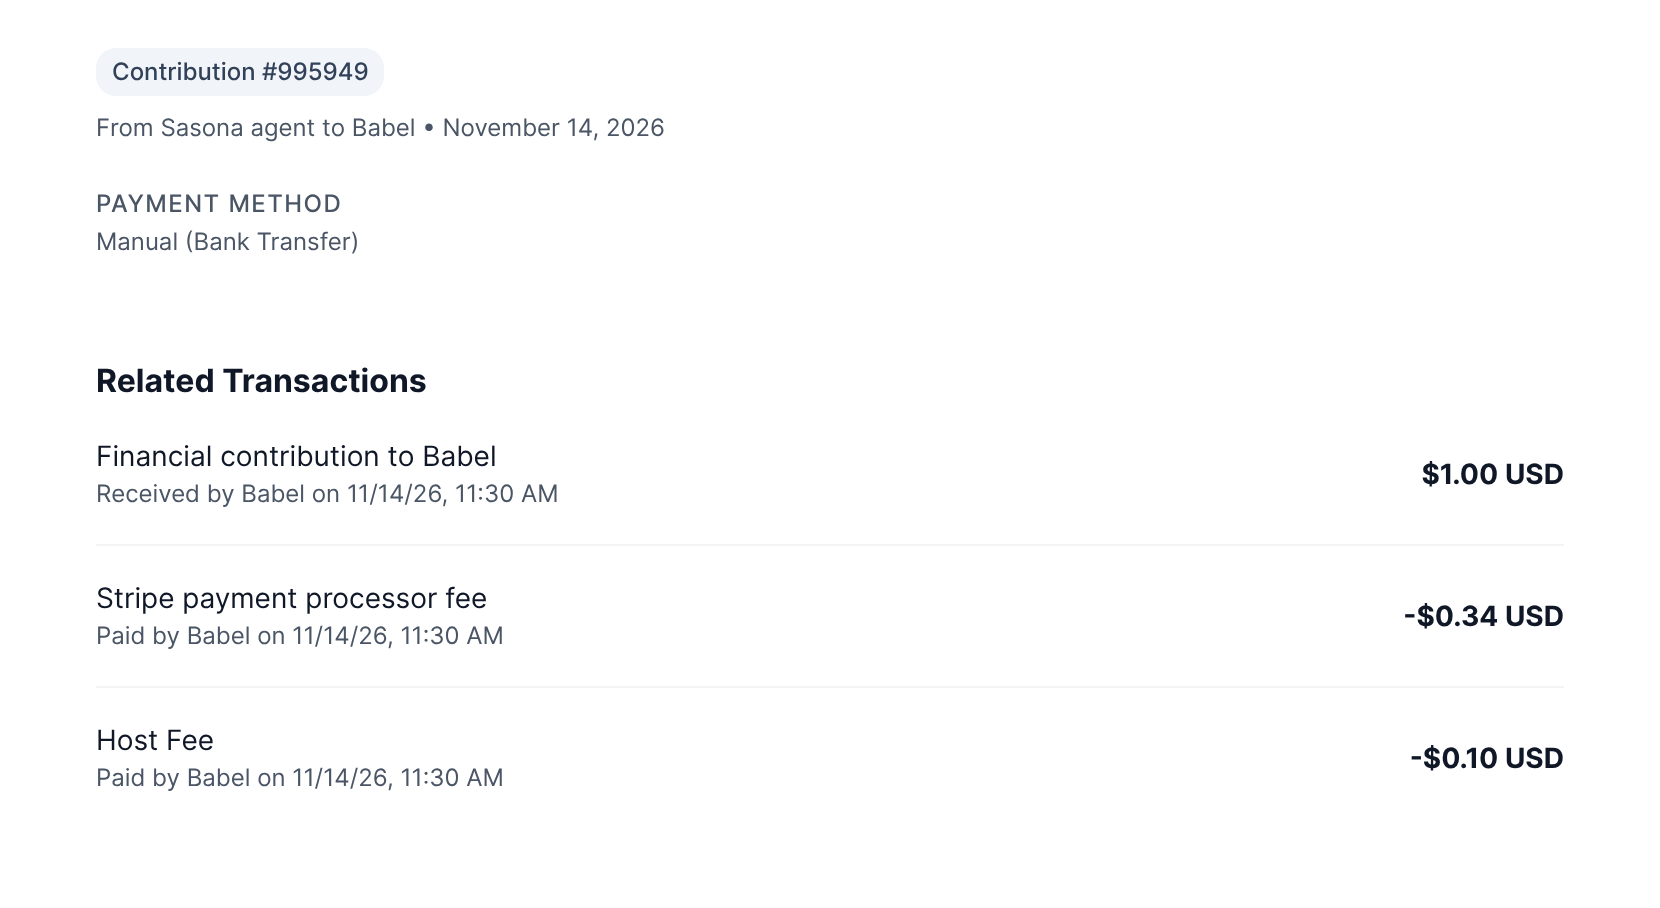 Contribution #995949
From Sasona agent to Babel • November 14, 2026
PAYMENT METHOD
Manual (Bank Transfer)
Related Transactions
Financial contribution to Babel
Received by Babel on 11/14/26, 11:30 AM
$1.00 USD
Stripe payment processor fee
Paid by Babel on 11/14/26, 11:30 AM
-$0.34 USD
Host Fee
Paid by Babel on 11/14/26, 11:30 AM
-$0.10 USD